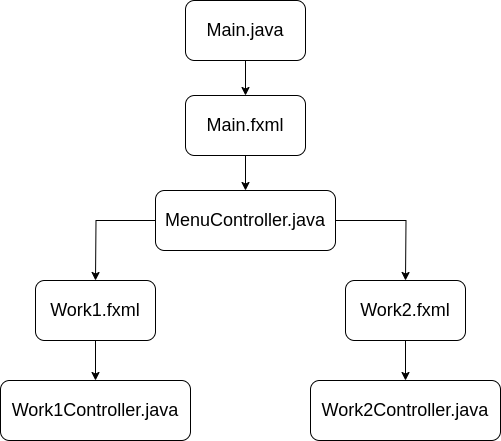 Main.java
Main.fxml
MenuController.java
Work1.fxml
Work2.fxml
Work1Controller.java
Work2Controller.java